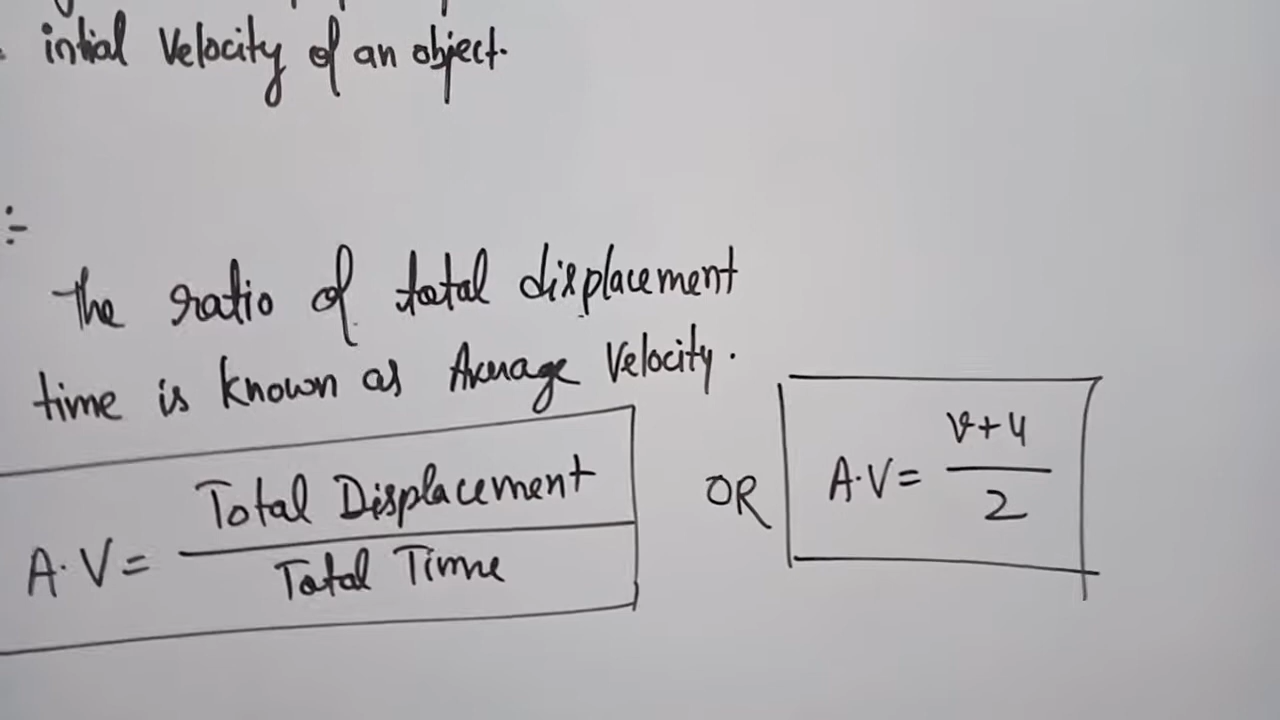 intial Velocity of an object.
:-
The ratio of total displacement
time is known as Average Velocity.
A.V = Total Displacement / Total Time
OR
A.V = v+u / 2